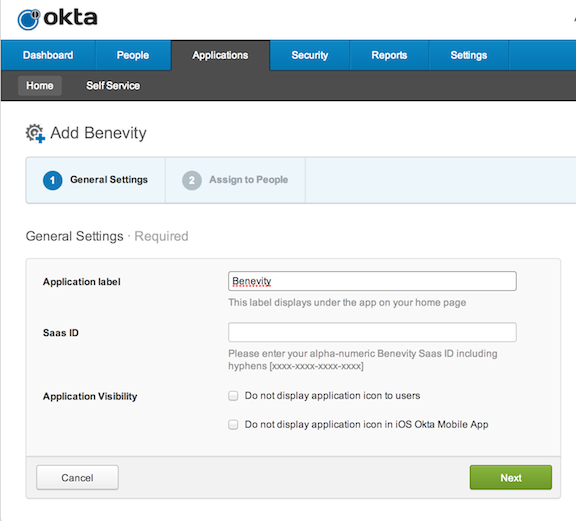 okta
Dashboard People Applications Security Reports Settings
Home Self Service
Add Benevity
1 General Settings 2 Assign to People
General Settings · Required
Application label Benevity
This label displays under the app on your home page
Saas ID
Please enter your alpha-numeric Benevity Saas ID including
hyphens [xxxx-xxxx-xxxx-xxxx]
Application Visibility Do not display application icon to users
Do not display application icon in iOS Okta Mobile App
Cancel Next